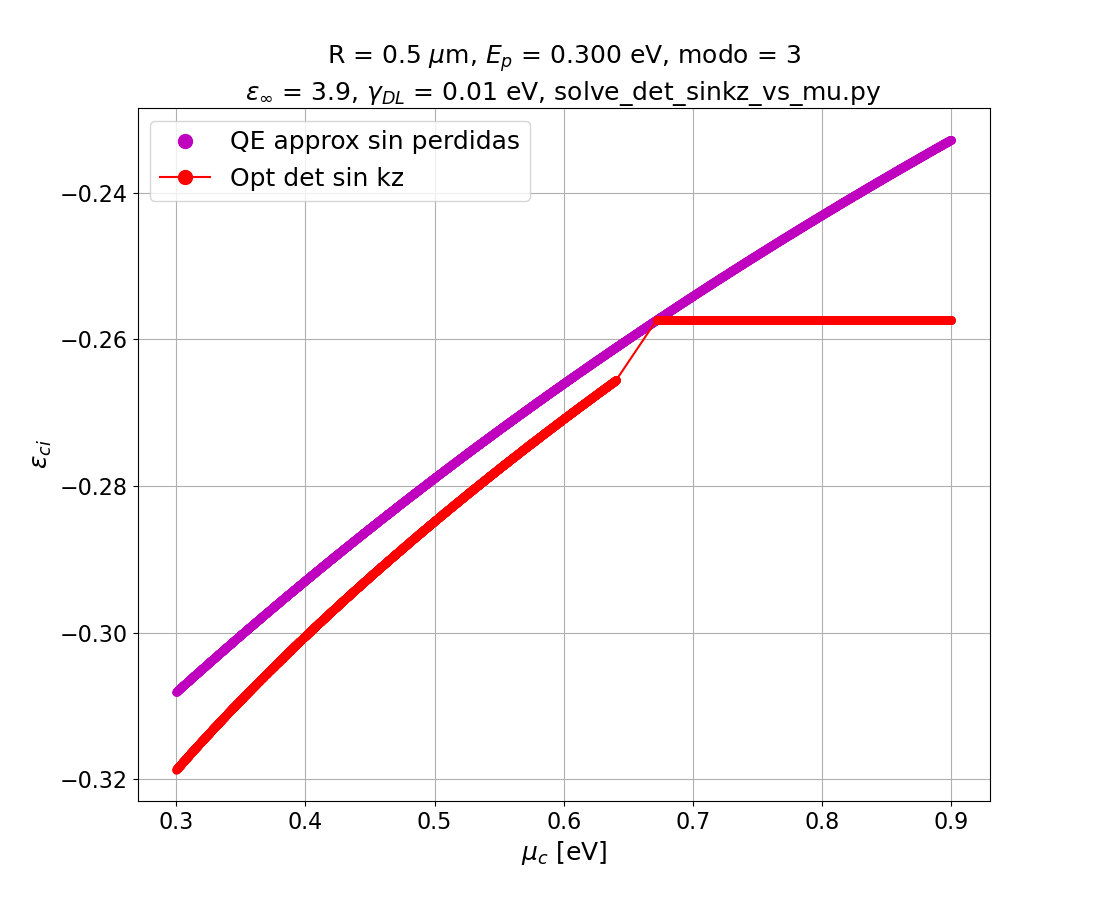 R = 0.5 μm, E_p = 0.300 eV, modo = 3
ε_∞ = 3.9, γ_DL = 0.01 eV, solve_det_sinkz_vs_mu.py
QE approx sin perdidas
Opt det sin kz
−0.24
−0.26
−0.28
−0.30
−0.32
ε_ci
0.3 0.4 0.5 0.6 0.7 0.8 0.9
μ_c [eV]